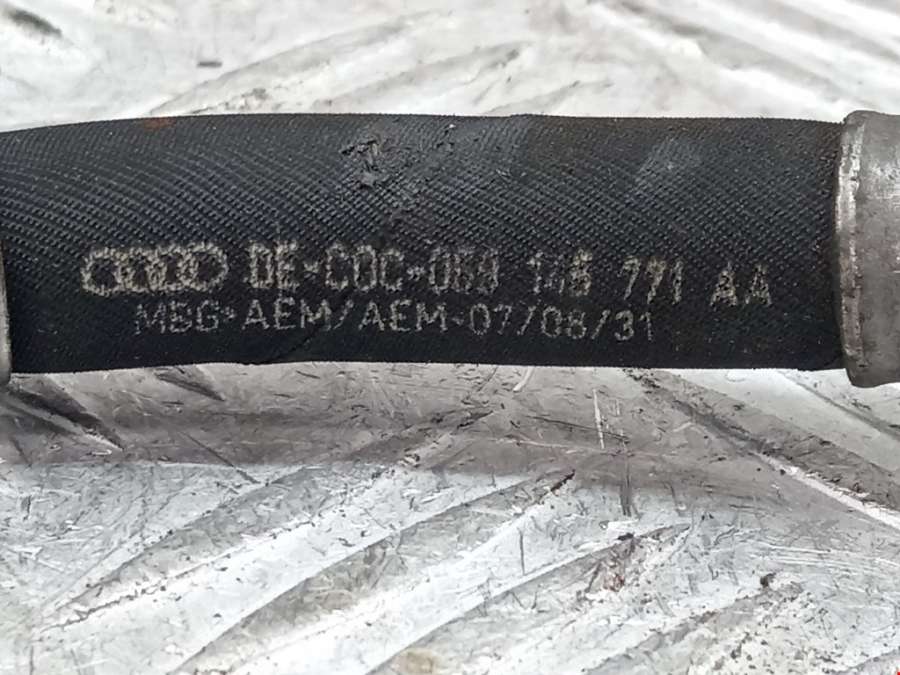 DE-COC-059 145 771 AA
MBG-AEM/AEM-07/08/31